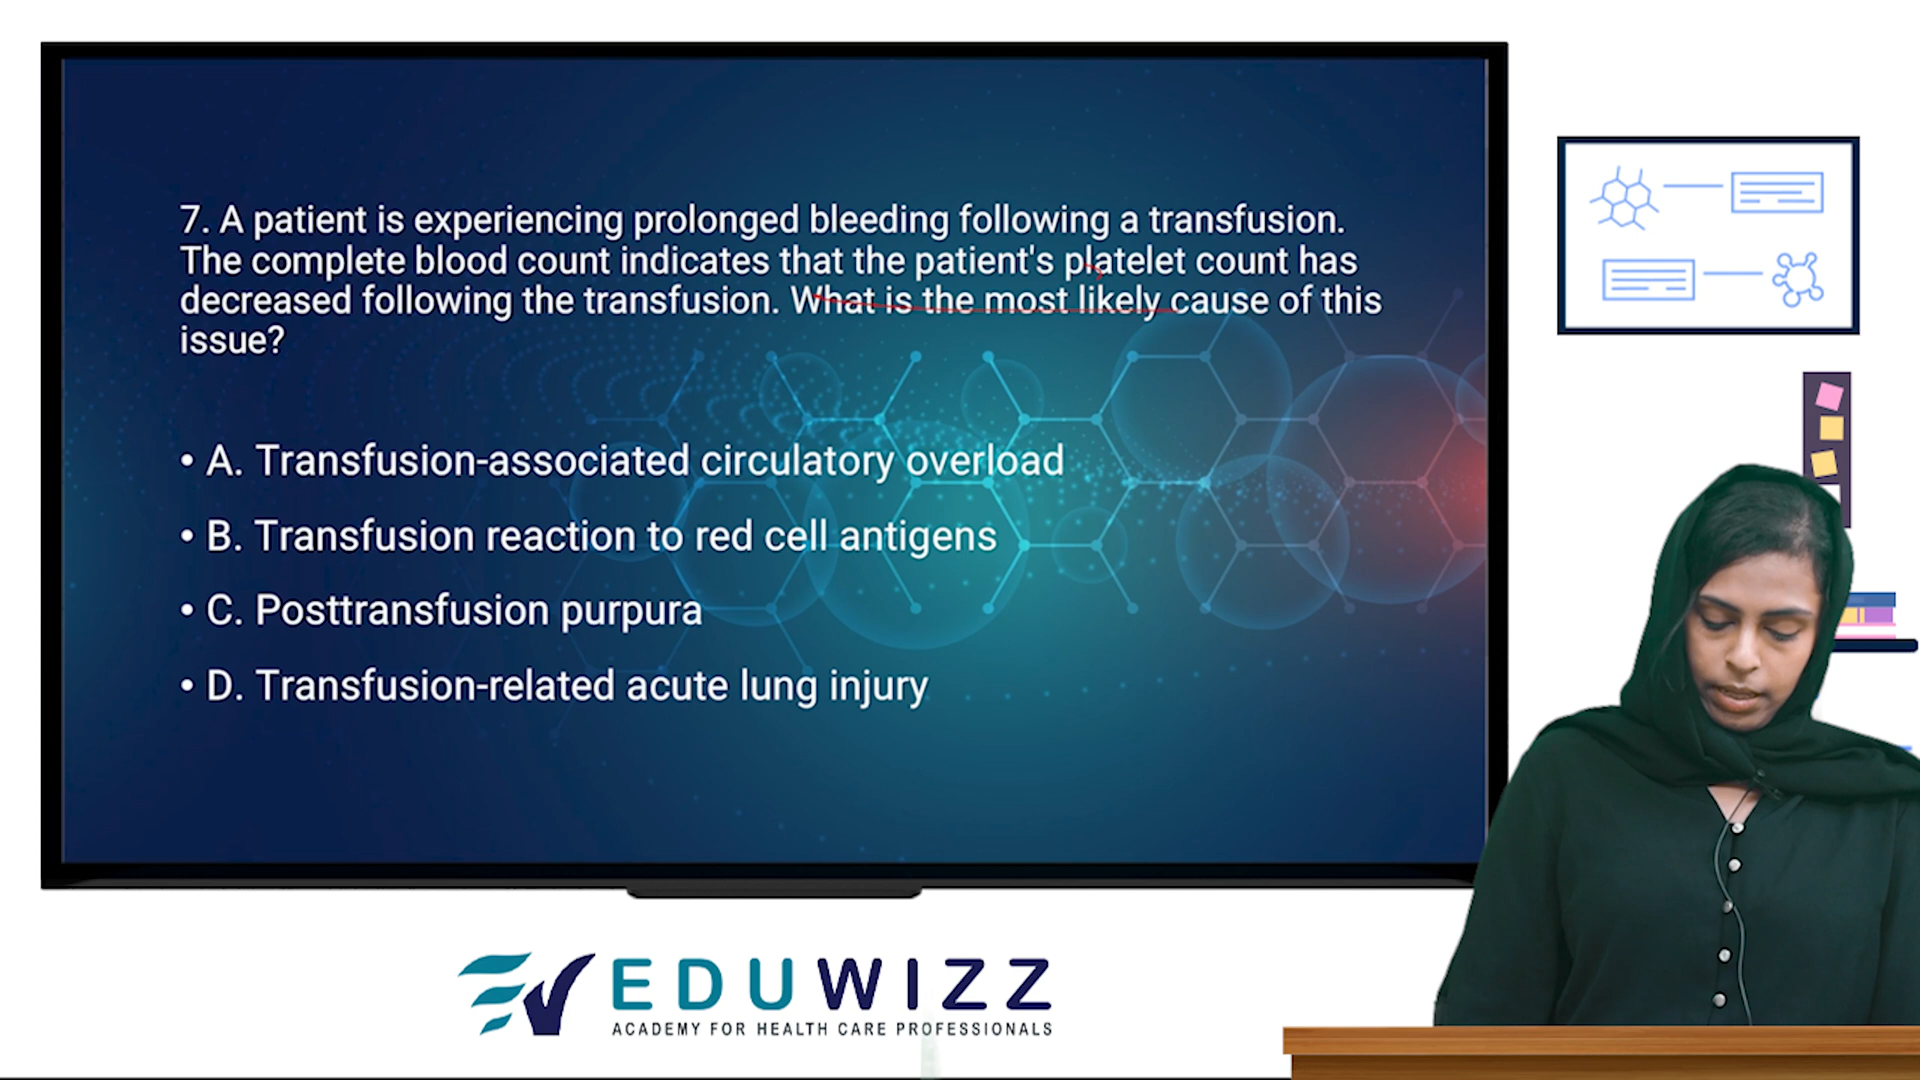 7. A patient is experiencing prolonged bleeding following a transfusion.
The complete blood count indicates that the patient's platelet count has
decreased following the transfusion. What is the most likely cause of this
issue?
• A. Transfusion-associated circulatory overload
• B. Transfusion reaction to red cell antigens
• C. Posttransfusion purpura
• D. Transfusion-related acute lung injury
EDUWIZZ
ACADEMY FOR HEALTH CARE PROFESSIONALS